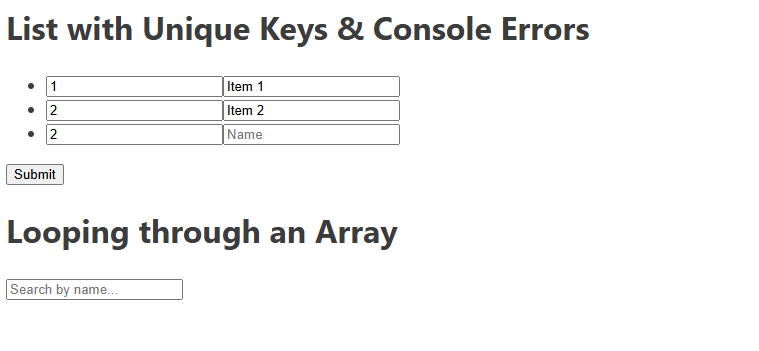 List with Unique Keys & Console Errors
1 Item 1
2 Item 2
2 Name
Submit
Looping through an Array
Search by name...